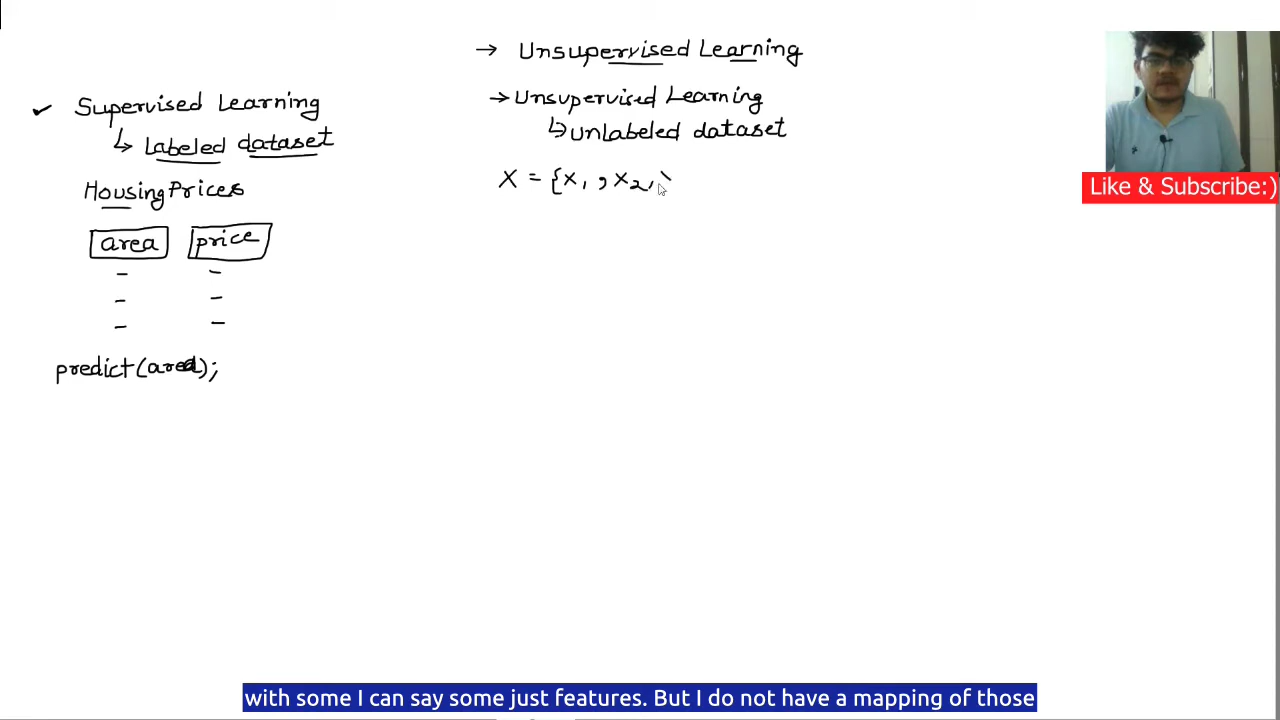 → Unsupervised Learning
✓ Supervised Learning
↳ Labeled dataset
Housing Prices
area price
- -
- -
- -
predict(area);
→ Unsupervised Learning
↳ unlabeled dataset
X = {x₁, x₂,
Like & Subscribe:)
with some I can say some just features. But I do not have a mapping of those